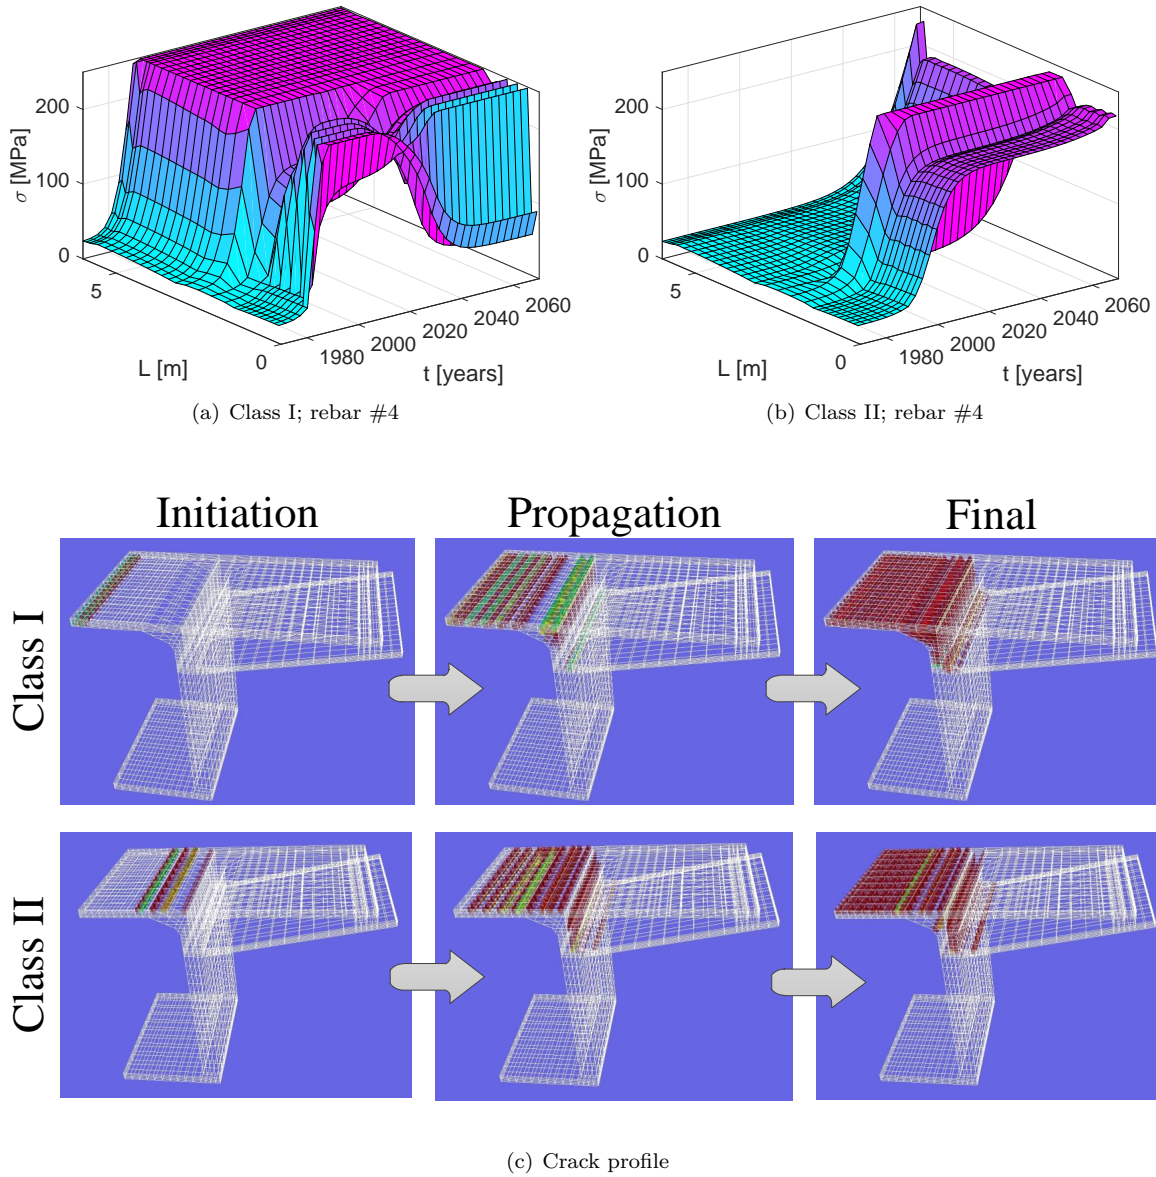 200
100
0
σ [MPa]
5
0
L [m]
1980
2000
2020
2040
2060
t [years]
(a) Class I; rebar #4
200
100
0
σ [MPa]
5
0
L [m]
1980
2000
2020
2040
2060
t [years]
(b) Class II; rebar #4
Initiation Propagation Final
Class I
Class II
(c) Crack profile